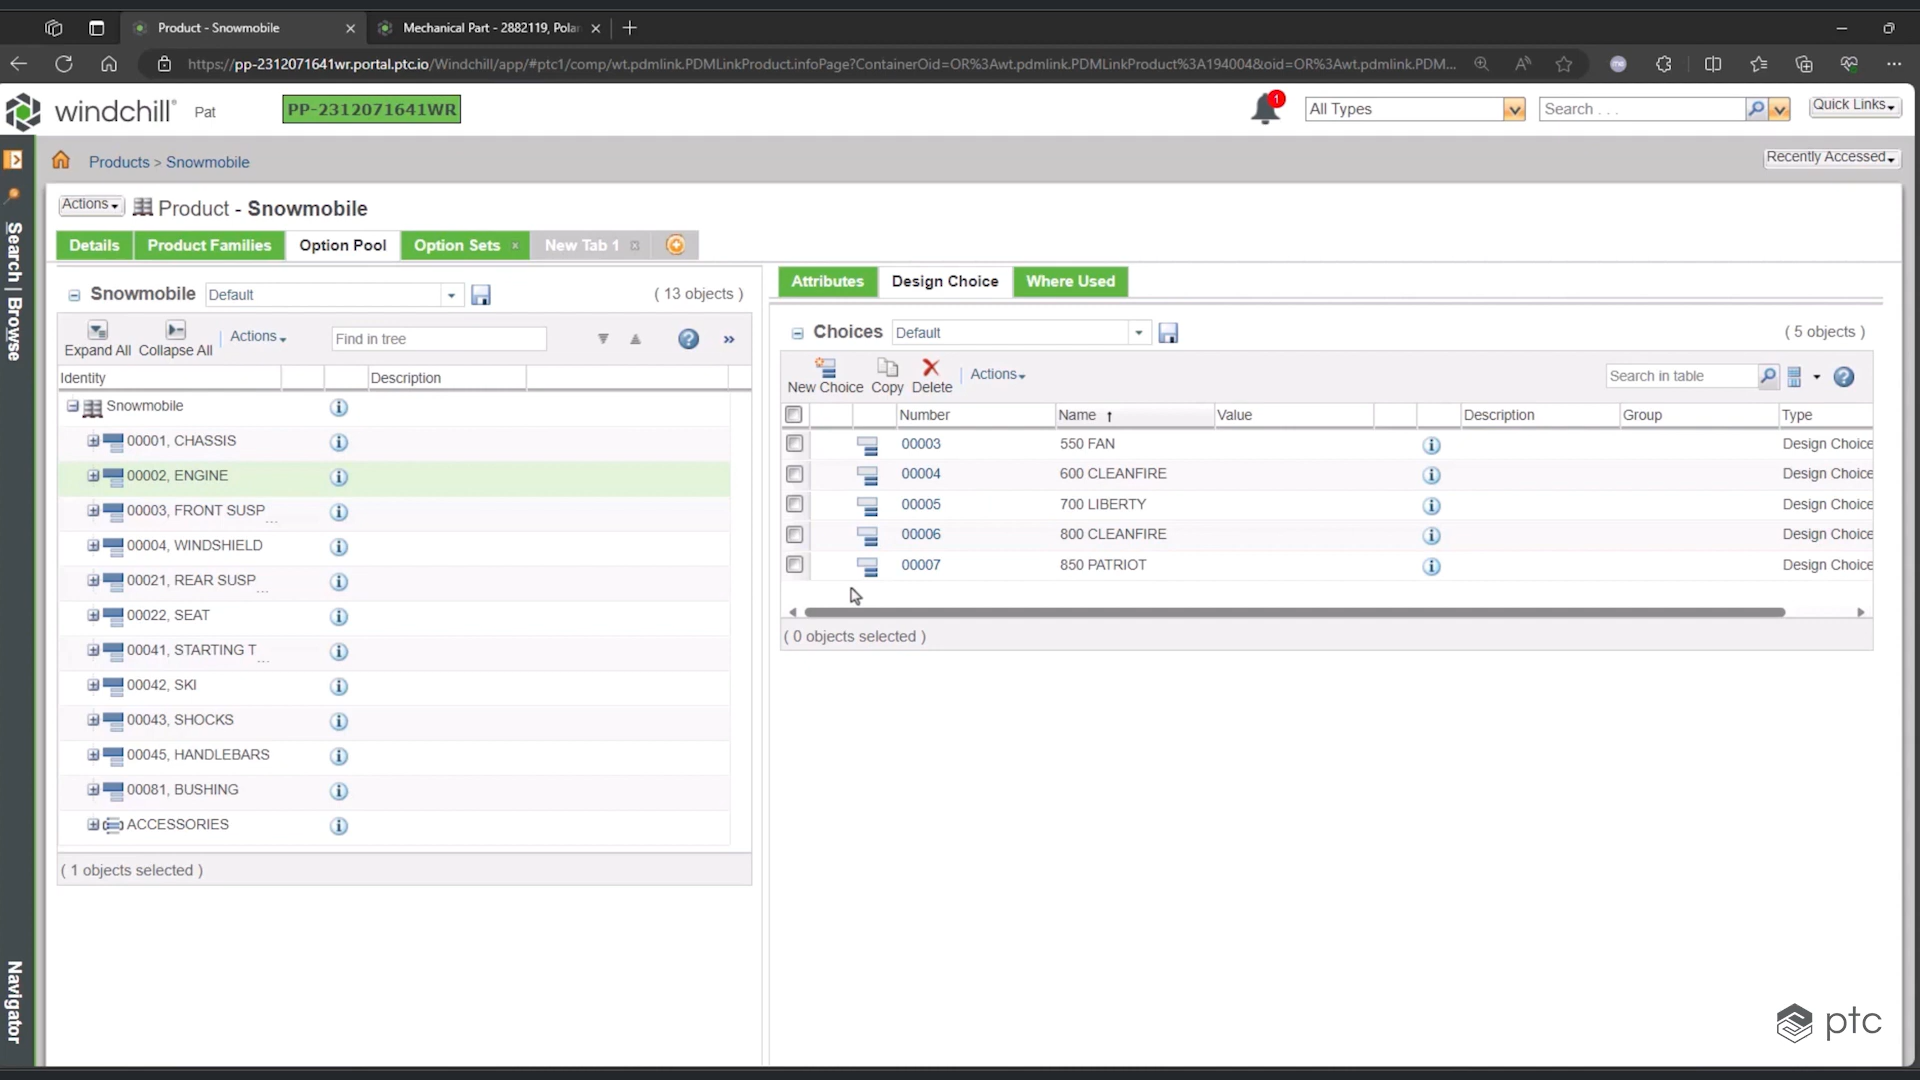 Product - Snowmobile
Mechanical Part - 2882119, Polar
https://pp-2312071641wr.portal.ptc.io/Windchill/app/#ptc1/comp/wt.pdmlink.PDMLinkProduct.infoPage?ContainerOid=OR%3Awt.pdmlink.PDMLinkProduct%3A194004&oid=OR%3Awt.pdmlink.PDM...
windchill® Pat PP-2312071641WR 1 All Types Search . . . Quick Links
Products > Snowmobile Recently Accessed
Search | Browse
Navigator
Actions Product - Snowmobile
Details Product Families Option Pool Option Sets New Tab 1
Snowmobile Default ( 13 objects )
Expand All Collapse All Actions Find in tree »
Identity Description
Snowmobile
00001, CHASSIS
00002, ENGINE
00003, FRONT SUSP...
00004, WINDSHIELD
00021, REAR SUSP...
00022, SEAT
00041, STARTING T...
00042, SKI
00043, SHOCKS
00045, HANDLEBARS
00081, BUSHING
ACCESSORIES
( 1 objects selected )
Attributes Design Choice Where Used
Choices Default ( 5 objects )
New Choice Copy Delete Actions Search in table
Number Name ↑ Value Description Group Type
00003 550 FAN Design Choice
00004 600 CLEANFIRE Design Choice
00005 700 LIBERTY Design Choice
00006 800 CLEANFIRE Design Choice
00007 850 PATRIOT Design Choice
( 0 objects selected )
ptc